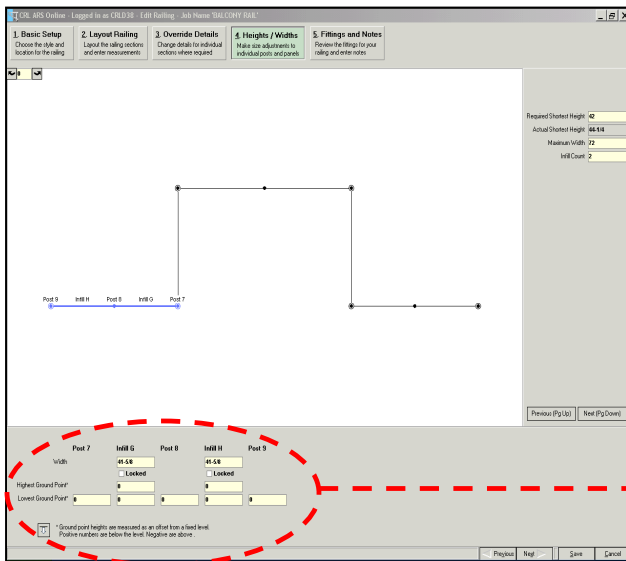 CRL ARS Online - Logged in as CRLD38 - Edit Railing - Job Name 'BALCONY RAIL'
1. Basic Setup
Choose the style and
location for the railing
2. Layout Railing
Layout the railing sections
and enter measurements
3. Override Details
Change details for individual
sections where required
4. Heights / Widths
Make size adjustments to
individual posts and panels
5. Fittings and Notes
Review the fittings for your
railing and enter notes
0
Required Shortest Height 42
Actual Shortest Height 44-1/4
Maximum Width 72
Infill Count 2
Post 9 Infill H Post 8 Infill G Post 7
Previous (Pg Up) Next (Pg Down)
Post 7 Infill G Post 8 Infill H Post 9
Width 41-5/8 41-5/8
Locked Locked
Highest Ground Point* 0 0
Lowest Ground Point* 0 0 0 0 0
* Ground point heights are measured as an offset from a fixed level.
Positive numbers are below the level. Negative are above.
Previous Next Save Cancel